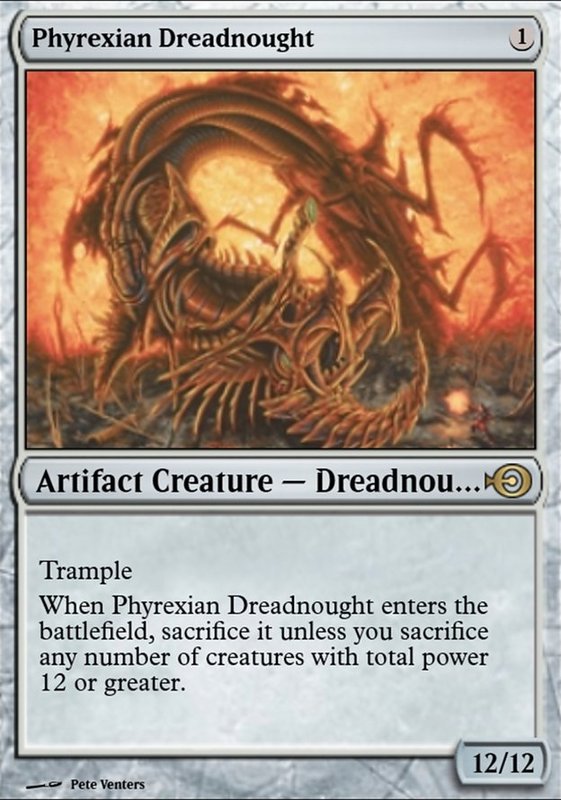 Phyrexian Dreadnought 1
Artifact Creature — Dreadnou...
Trample
When Phyrexian Dreadnought enters the
battlefield, sacrifice it unless you sacrifice
any number of creatures with total power
12 or greater.
12/12
Pete Venters